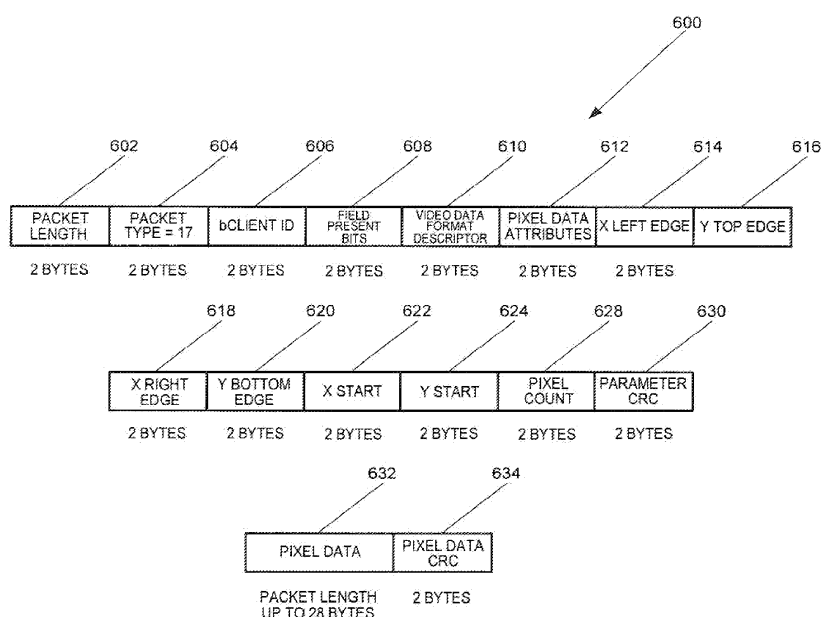 600
602 604 606 608 610 612 614 616
PACKET LENGTH PACKET TYPE = 17 bCLIENT ID FIELD PRESENT BITS VIDEO DATA FORMAT DESCRIPTOR PIXEL DATA ATTRIBUTES X LEFT EDGE Y TOP EDGE
2 BYTES 2 BYTES 2 BYTES 2 BYTES 2 BYTES 2 BYTES 2 BYTES
618 620 622 624 628 630
X RIGHT EDGE Y BOTTOM EDGE X START Y START PIXEL COUNT PARAMETER CRC
2 BYTES 2 BYTES 2 BYTES 2 BYTES 2 BYTES 2 BYTES
632 634
PIXEL DATA PIXEL DATA CRC
PACKET LENGTH UP TO 28 BYTES 2 BYTES